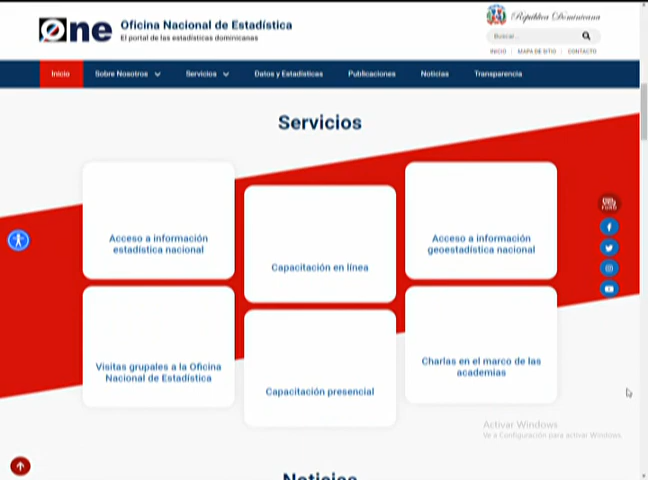 One
Oficina Nacional de Estadística
El portal de las estadísticas dominicanas
República Dominicana
Buscar...
INICIO | MAPA DE SITIO | CONTACTO
Inicio Sobre Nosotros Servicios Datos y Estadísticas Publicaciones Noticias Transparencia
Servicios
Acceso a información
estadística nacional
Capacitación en línea
Acceso a información
geoestadística nacional
Visitas grupales a la Oficina
Nacional de Estadística
Capacitación presencial
Charlas en el marco de las
academias
Activar Windows
Ve a Configuración para activar Windows.
Noticias